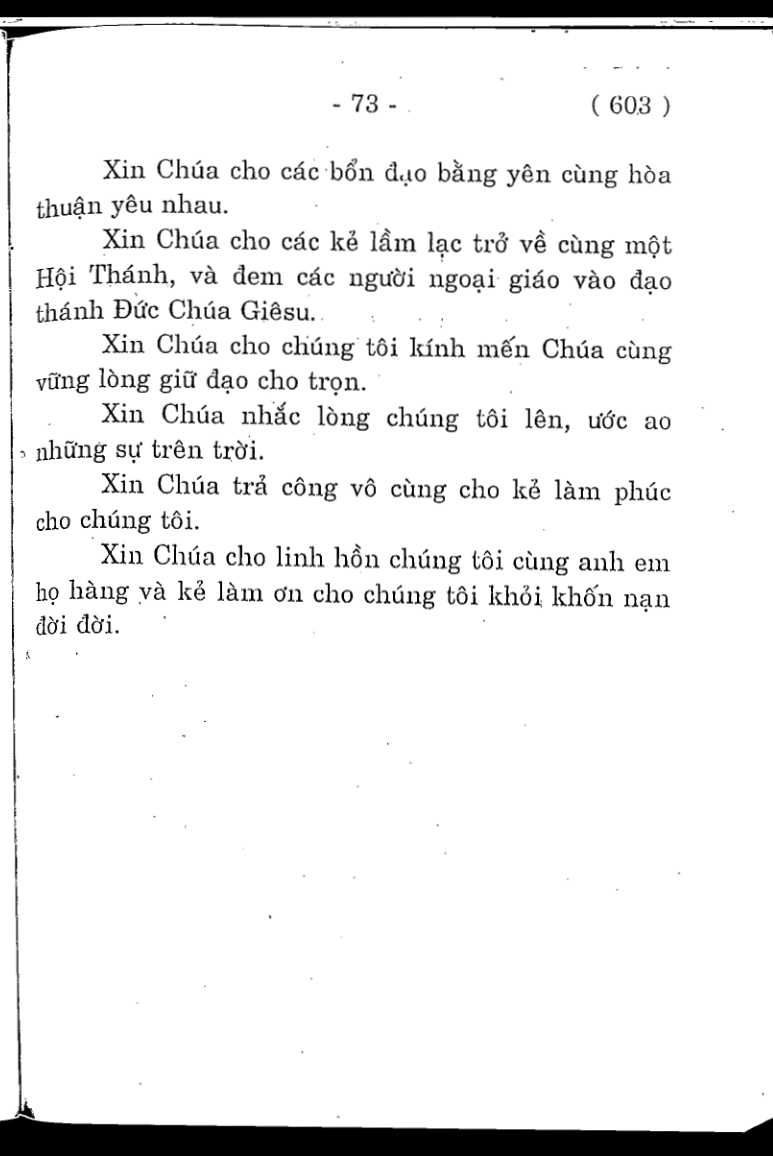 - 73 - ( 603 )
Xin Chúa cho các bổn đạo bằng yên cùng hòa
thuận yêu nhau.
Xin Chúa cho các kẻ lầm lạc trở về cùng một
Hội Thánh, và đem các người ngoại giáo vào đạo
thánh Đức Chúa Giêsu.
Xin Chúa cho chúng tôi kính mến Chúa cùng
vững lòng giữ đạo cho trọn.
Xin Chúa nhắc lòng chúng tôi lên, ước ao
những sự trên trời.
Xin Chúa trả công vô cùng cho kẻ làm phúc
cho chúng tôi.
Xin Chúa cho linh hồn chúng tôi cùng anh em
họ hàng và kẻ làm ơn cho chúng tôi khỏi khốn nạn
đời đời.